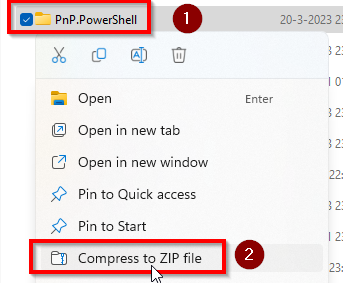 PnP.PowerShell
1
20-3-2023 23
Open
Enter
Open in new tab
Open in new window
Pin to Quick access
Pin to Start
Compress to ZIP file
2